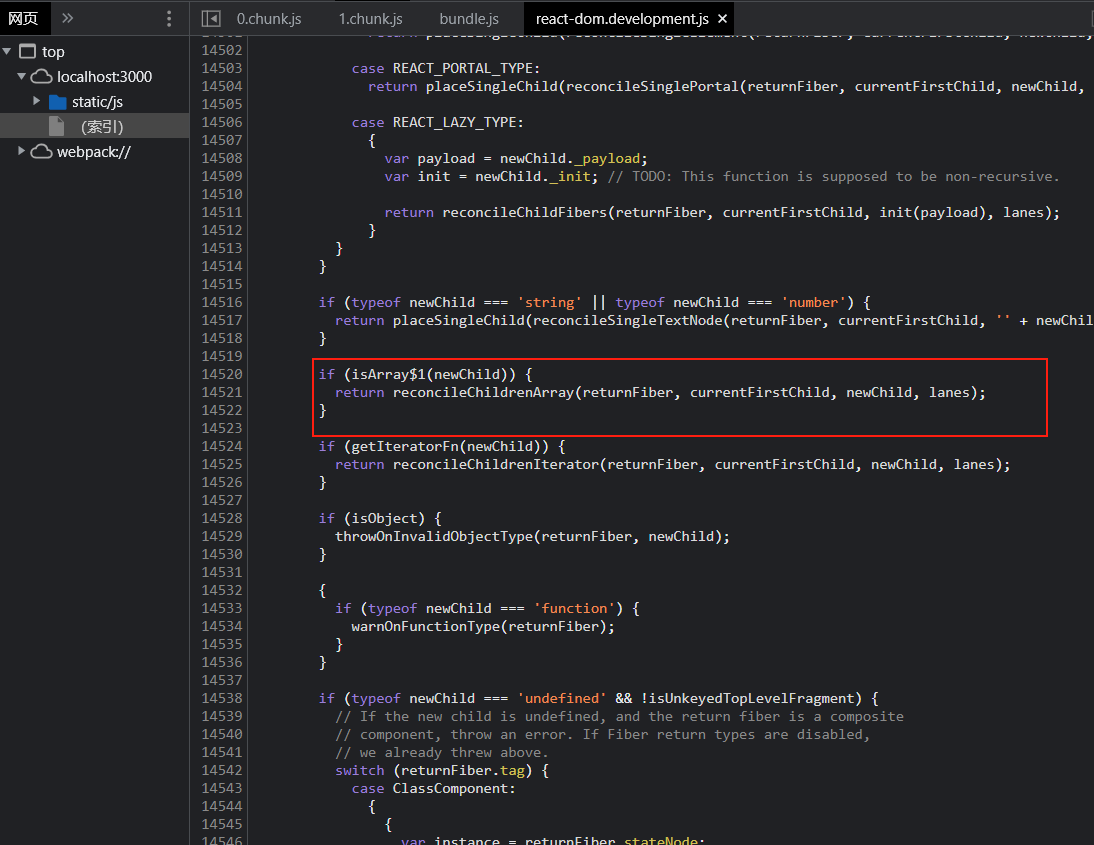 网页
0.chunk.js
1.chunk.js
bundle.js
react-dom.development.js ×
top
localhost:3000
static/js
(索引)
webpack://
14502
14503 case REACT_PORTAL_TYPE:
14504 return placeSingleChild(reconcileSinglePortal(returnFiber, currentFirstChild, newChild,
14505
14506 case REACT_LAZY_TYPE:
14507 {
14508 var payload = newChild._payload;
14509 var init = newChild._init; // TODO: This function is supposed to be non-recursive.
14510
14511 return reconcileChildFibers(returnFiber, currentFirstChild, init(payload), lanes);
14512 }
14513 }
14514 }
14515
14516 if (typeof newChild === 'string' || typeof newChild === 'number') {
14517 return placeSingleChild(reconcileSingleTextNode(returnFiber, currentFirstChild, '' + newChil
14518 }
14519
14520 if (isArray$1(newChild)) {
14521 return reconcileChildrenArray(returnFiber, currentFirstChild, newChild, lanes);
14522 }
14523
14524 if (getIteratorFn(newChild)) {
14525 return reconcileChildrenIterator(returnFiber, currentFirstChild, newChild, lanes);
14526 }
14527
14528 if (isObject) {
14529 throwOnInvalidObjectType(returnFiber, newChild);
14530 }
14531
14532 {
14533 if (typeof newChild === 'function') {
14534 warnOnFunctionType(returnFiber);
14535 }
14536 }
14537
14538 if (typeof newChild === 'undefined' && !isUnkeyedTopLevelFragment) {
14539 // If the new child is undefined, and the return fiber is a composite
14540 // component, throw an error. If Fiber return types are disabled,
14541 // we already threw above.
14542 switch (returnFiber.tag) {
14543 case ClassComponent:
14544 {
14545 {
14546 var instance = returnFiber.stateNode;